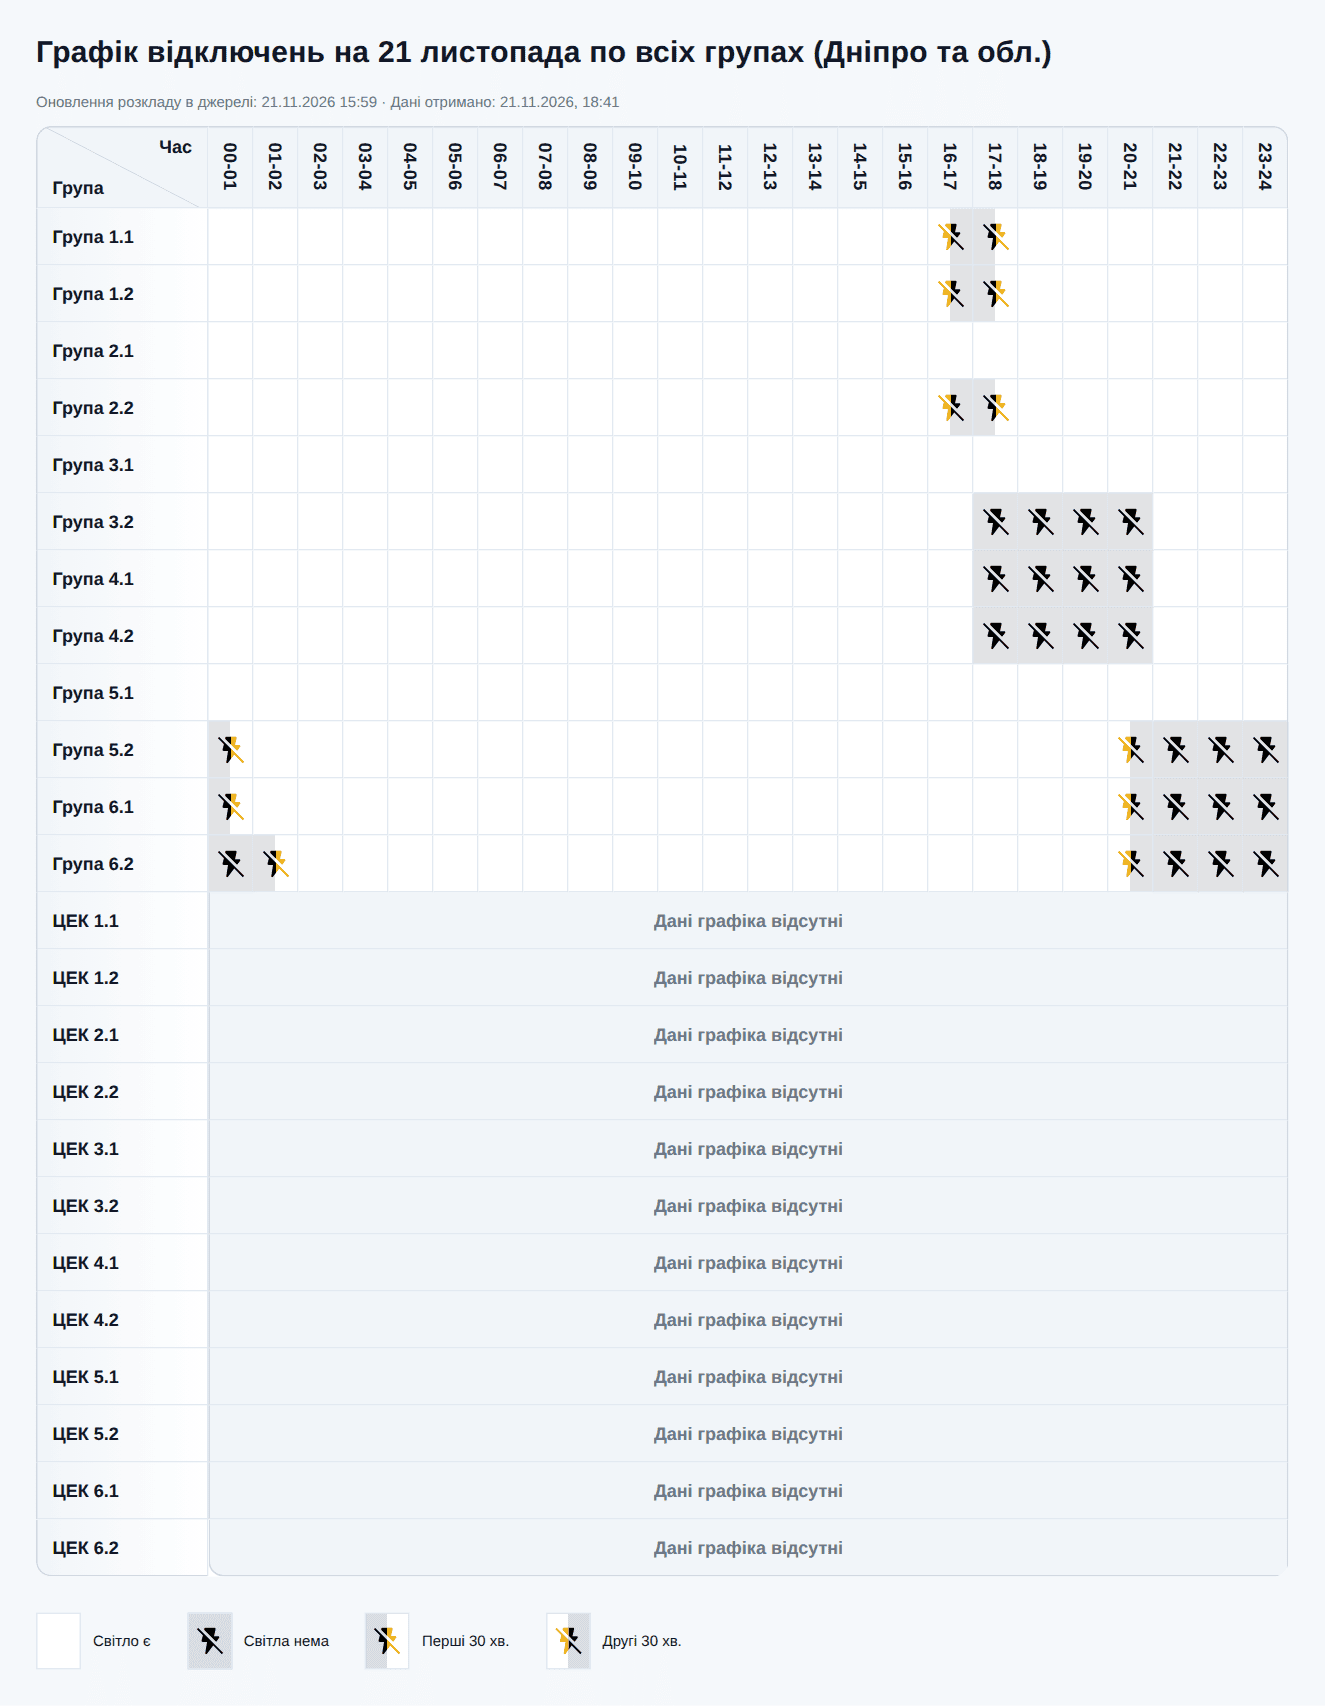 Графік відключень на 21 листопада по всіх групах (Дніпро та обл.)
Оновлення розкладу в джерелі: 21.11.2026 15:59 · Дані отримано: 21.11.2026, 18:41
Час
Група
00-01
01-02
02-03
03-04
04-05
05-06
06-07
07-08
08-09
09-10
10-11
11-12
12-13
13-14
14-15
15-16
16-17
17-18
18-19
19-20
20-21
21-22
22-23
23-24
Група 1.1
Група 1.2
Група 2.1
Група 2.2
Група 3.1
Група 3.2
Група 4.1
Група 4.2
Група 5.1
Група 5.2
Група 6.1
Група 6.2
ЦЕК 1.1 Дані графіка відсутні
ЦЕК 1.2 Дані графіка відсутні
ЦЕК 2.1 Дані графіка відсутні
ЦЕК 2.2 Дані графіка відсутні
ЦЕК 3.1 Дані графіка відсутні
ЦЕК 3.2 Дані графіка відсутні
ЦЕК 4.1 Дані графіка відсутні
ЦЕК 4.2 Дані графіка відсутні
ЦЕК 5.1 Дані графіка відсутні
ЦЕК 5.2 Дані графіка відсутні
ЦЕК 6.1 Дані графіка відсутні
ЦЕК 6.2 Дані графіка відсутні
Світло є
Світла нема
Перші 30 хв.
Другі 30 хв.